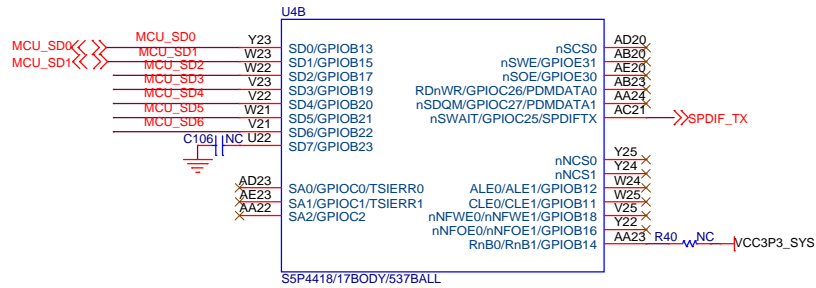 U4B
MCU_SD0 MCU_SD0 Y23 SD0/GPIOB13 nSCS0 AD20
MCU_SD1 MCU_SD1 W23 SD1/GPIOB15 nSWE/GPIOE31 AB20
MCU_SD2 W22 SD2/GPIOB17 nSOE/GPIOE30 AE20
MCU_SD3 V23 SD3/GPIOB19 RDnWR/GPIOC26/PDMDATA0 AB23
MCU_SD4 V22 SD4/GPIOB20 nSDQM/GPIOC27/PDMDATA1 AA24
MCU_SD5 W21 SD5/GPIOB21 nSWAIT/GPIOC25/SPDIFTX AC21 SPDIF_TX
MCU_SD6 V21 SD6/GPIOB22
C106 NC U22 SD7/GPIOB23
nNCS0 Y25
nNCS1 Y24
AD23 SA0/GPIOC0/TSIERR0 ALE0/ALE1/GPIOB12 W24
AE23 SA1/GPIOC1/TSIERR1 CLE0/CLE1/GPIOB11 W25
AA22 SA2/GPIOC2 nNFWE0/nNFWE1/GPIOB18 V25
nNFOE0/nNFOE1/GPIOB16 Y22
RnB0/RnB1/GPIOB14 AA23 R40 NC VCC3P3_SYS
S5P4418/17BODY/537BALL